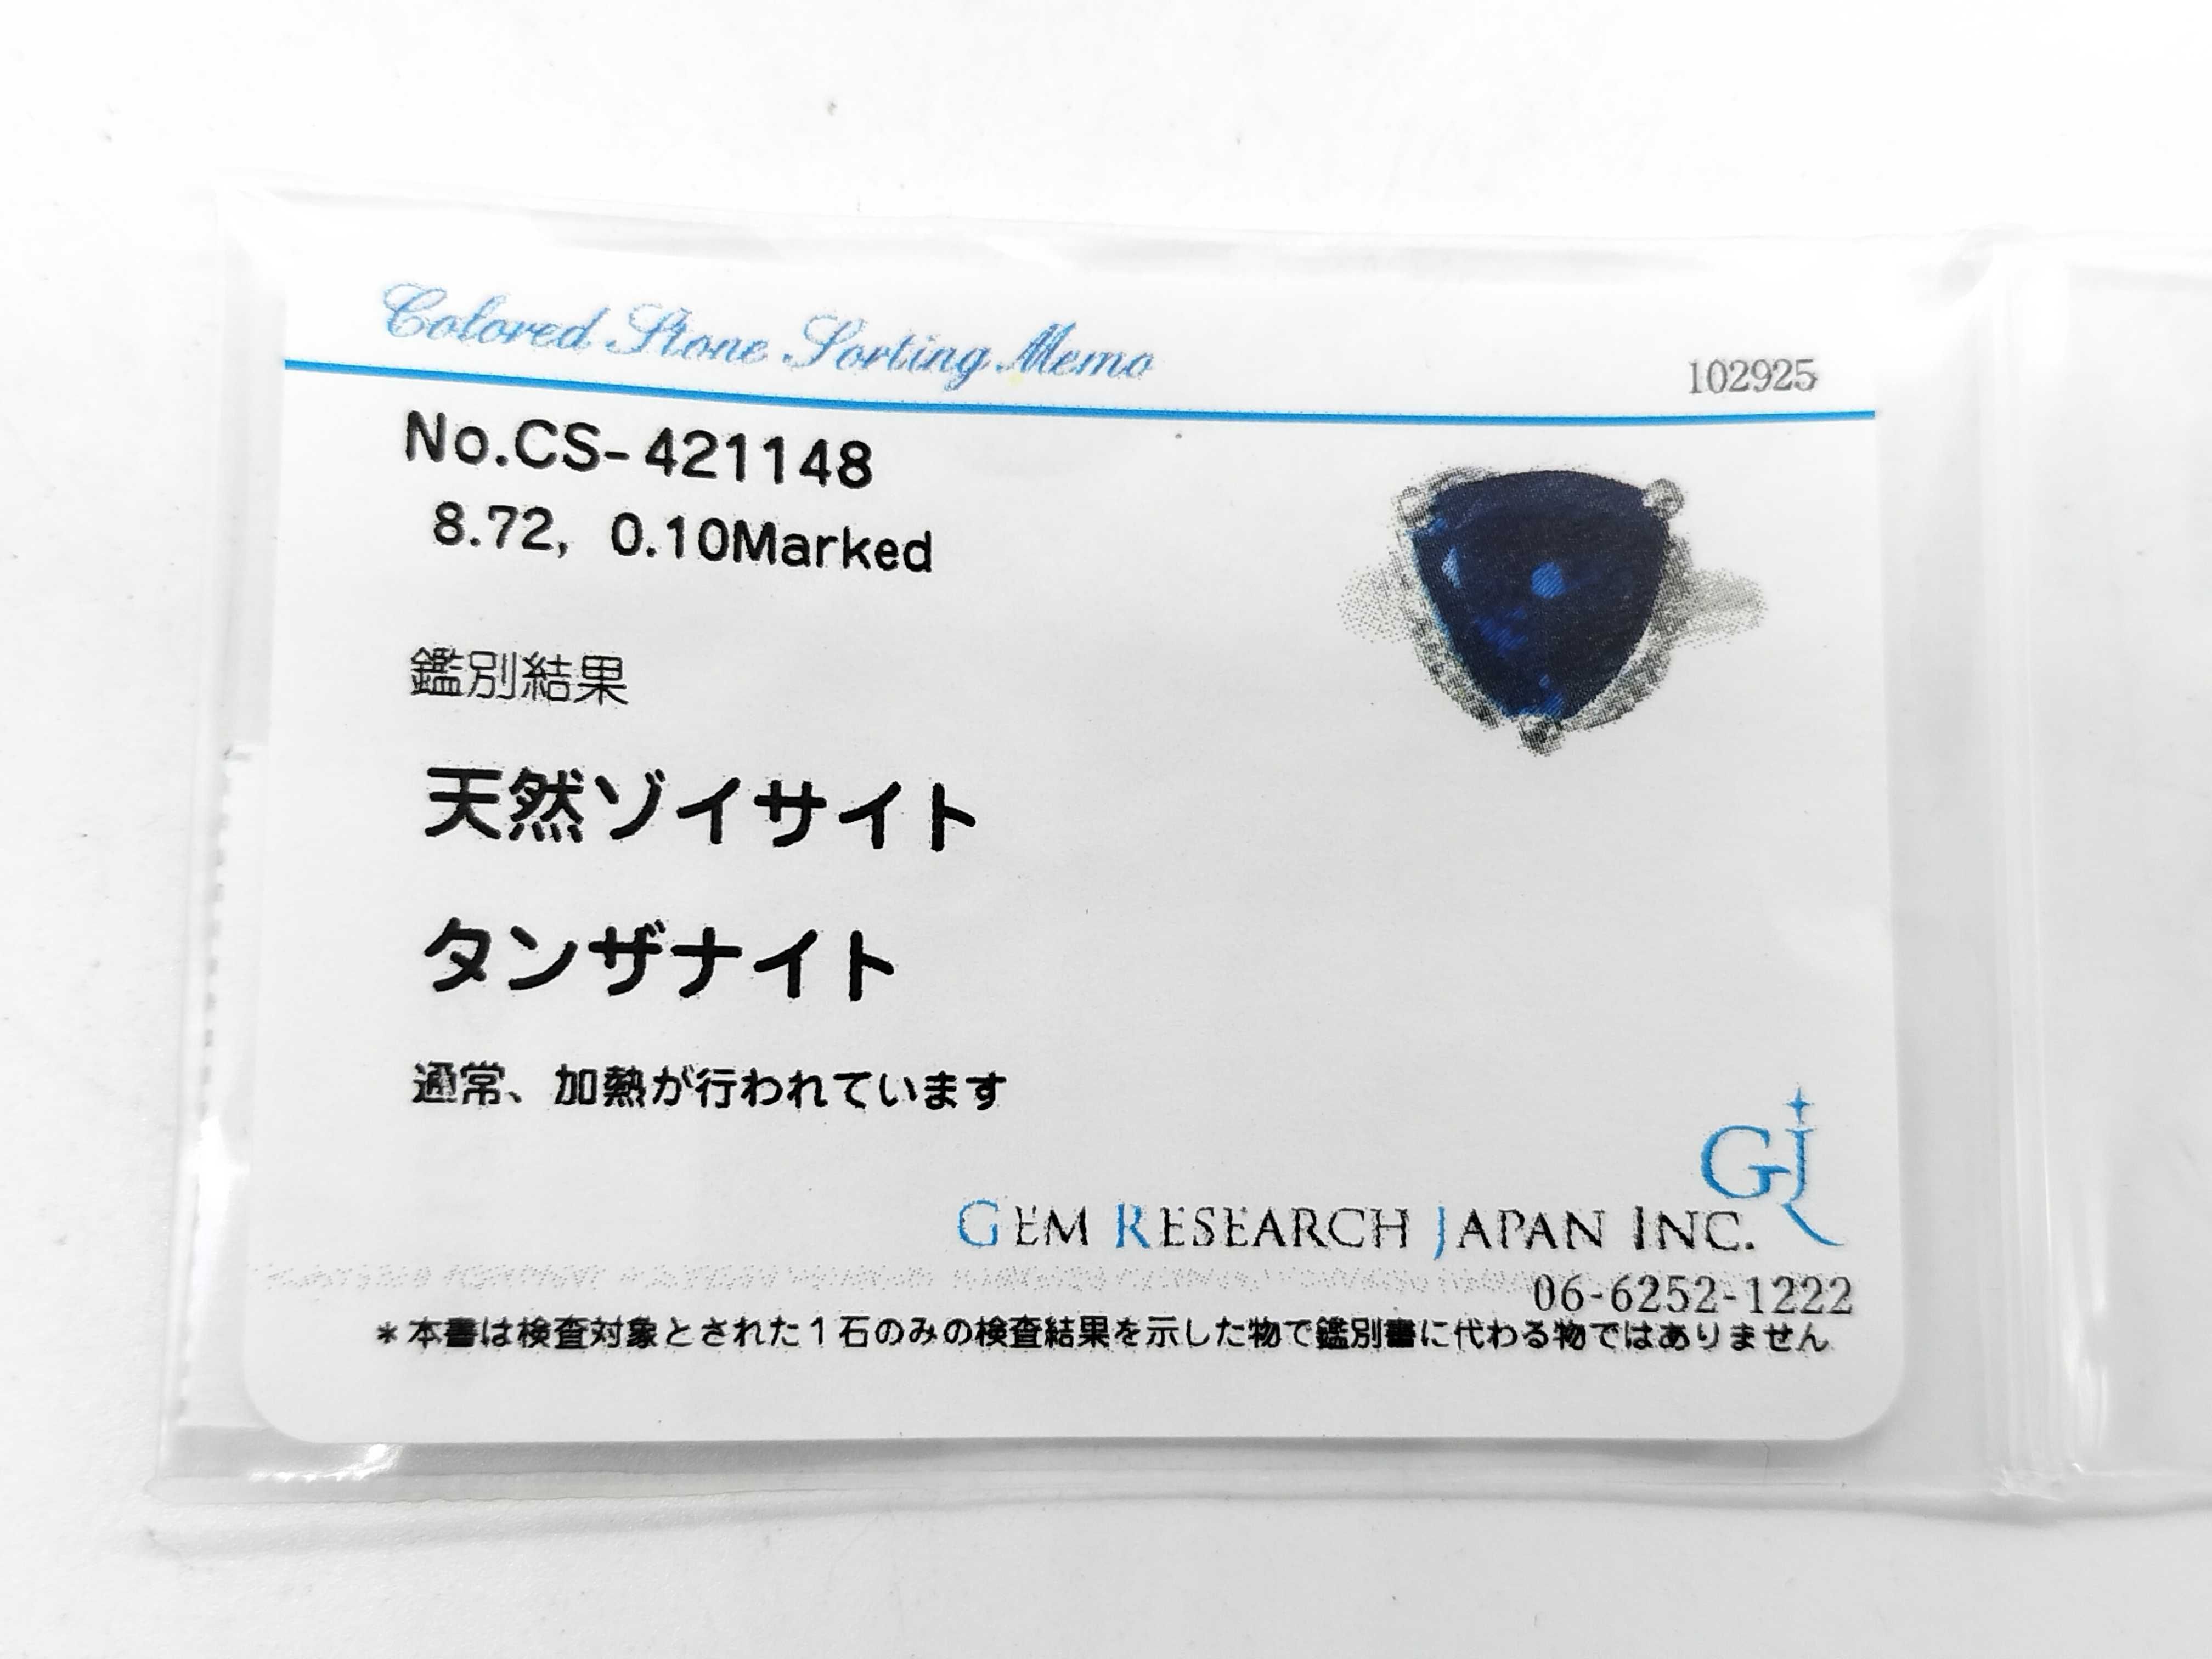 Colored Stone Sorting Memo
102925
No.CS-421148
8.72, 0.10Marked
鑑別結果
天然ゾイサイト
タンザナイト
通常、加熱が行われています
GJ
GEM RESEARCH JAPAN INC.
06-6252-1222
*本書は検査対象とされた1石のみの検査結果を示した物で鑑別書に代わる物ではありません